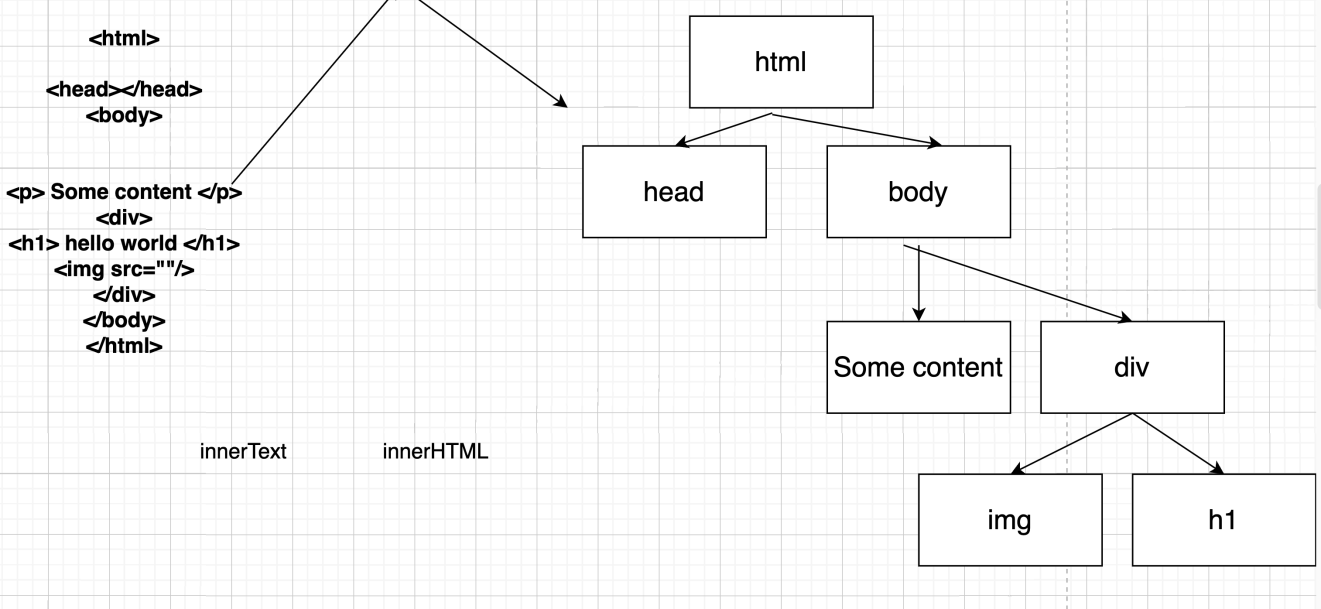 <html>
<head></head>
<body>
<p> Some content </p>
<div>
<h1> hello world </h1>
<img src=""/>
</div>
</body>
</html>
innerText
innerHTML
html
head
body
Some content
div
img
h1